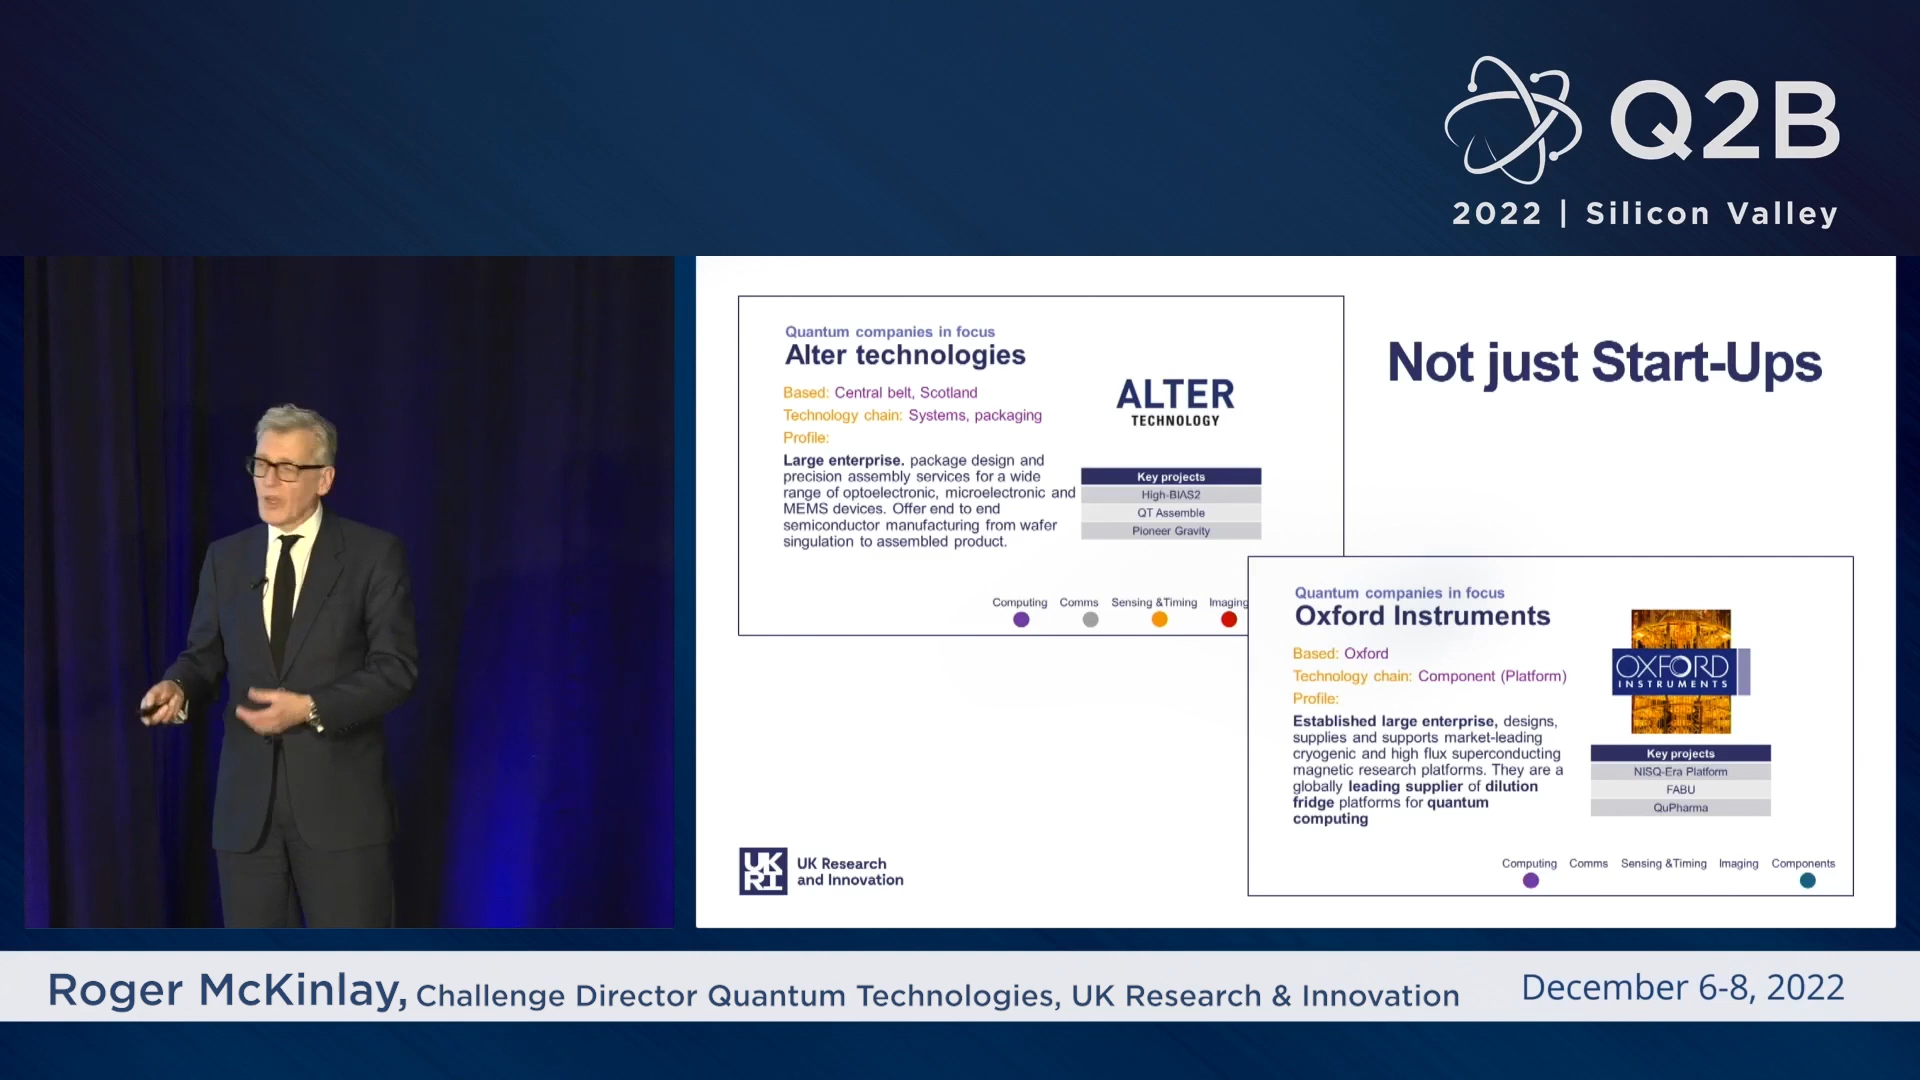 Q2B
2022 | Silicon Valley
Not just Start-Ups
Quantum companies in focus
Alter technologies
Based: Central belt, Scotland
Technology chain: Systems, packaging
Profile:
Large enterprise. package design and
precision assembly services for a wide
range of optoelectronic, microelectronic and
MEMS devices. Offer end to end
semiconductor manufacturing from wafer
singulation to assembled product.
ALTER
TECHNOLOGY
Key projects
High-BIAS2
QT Assemble
Pioneer Gravity
Computing Comms Sensing &Timing Imaging
Quantum companies in focus
Oxford Instruments
Based: Oxford
Technology chain: Component (Platform)
Profile:
Established large enterprise, designs,
supplies and supports market-leading
cryogenic and high flux superconducting
magnetic research platforms. They are a
globally leading supplier of dilution
fridge platforms for quantum
computing
OXFORD
INSTRUMENTS
Key projects
NISQ-Era Platform
FABU
QuPharma
Computing Comms Sensing &Timing Imaging Components
UK
RI
UK Research
and Innovation
Roger McKinlay, Challenge Director Quantum Technologies, UK Research & Innovation
December 6-8, 2022